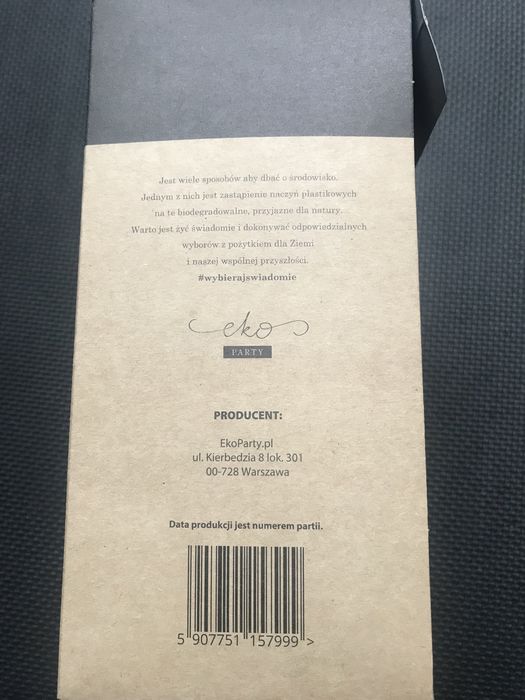 Jest wiele sposobów aby dbać o środowisko.
Jednym z nich jest zastąpienie naczyń plastikowych
na te biodegradowalne, przyjazne dla natury.
Warto jest żyć świadomie i dokonywać odpowiedzialnych
wyborów z pożytkiem dla Ziemi
i naszej wspólnej przyszłości.
#wybierajswiadomie
eko
PARTY
PRODUCENT:
EkoParty.pl
ul. Kierbedzia 8 lok. 301
00-728 Warszawa
Data produkcji jest numerem partii.
5 907751 157999 >